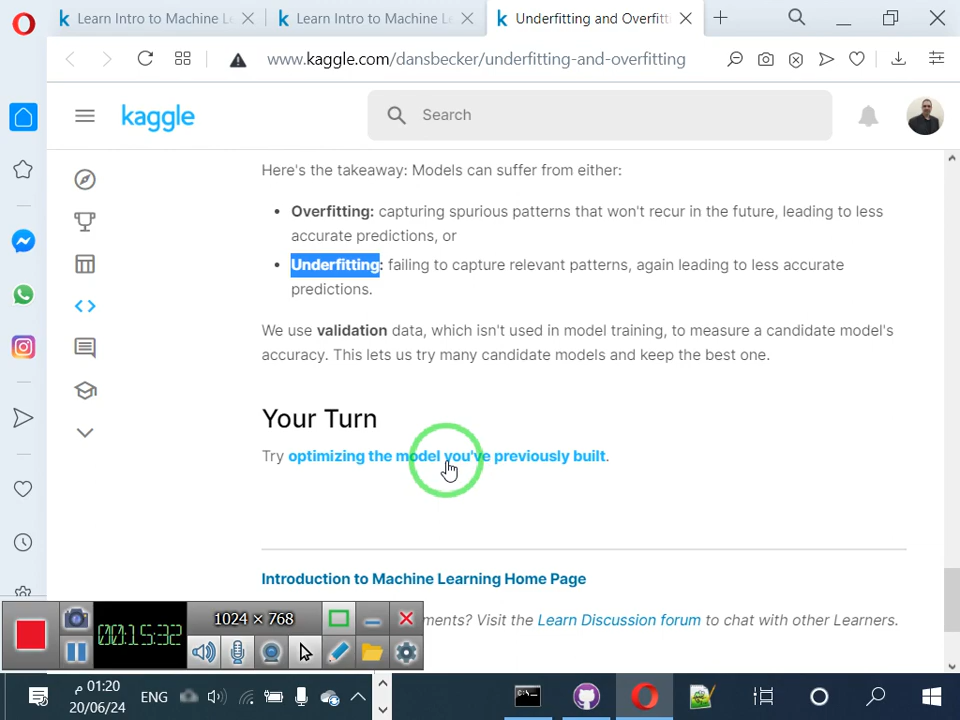 Learn Intro to Machine Le
Learn Intro to Machine Le
Underfitting and Overfitti
www.kaggle.com/dansbecker/underfitting-and-overfitting
kaggle
Search
Here's the takeaway: Models can suffer from either:
• Overfitting: capturing spurious patterns that won't recur in the future, leading to less
accurate predictions, or
• Underfitting: failing to capture relevant patterns, again leading to less accurate
predictions.
We use validation data, which isn't used in model training, to measure a candidate model's
accuracy. This lets us try many candidate models and keep the best one.
Your Turn
Try optimizing the model you've previously built.
Introduction to Machine Learning Home Page
ments? Visit the Learn Discussion forum to chat with other Learners.
00:15:32
1024 × 768
01:20 م
20/06/24
ENG